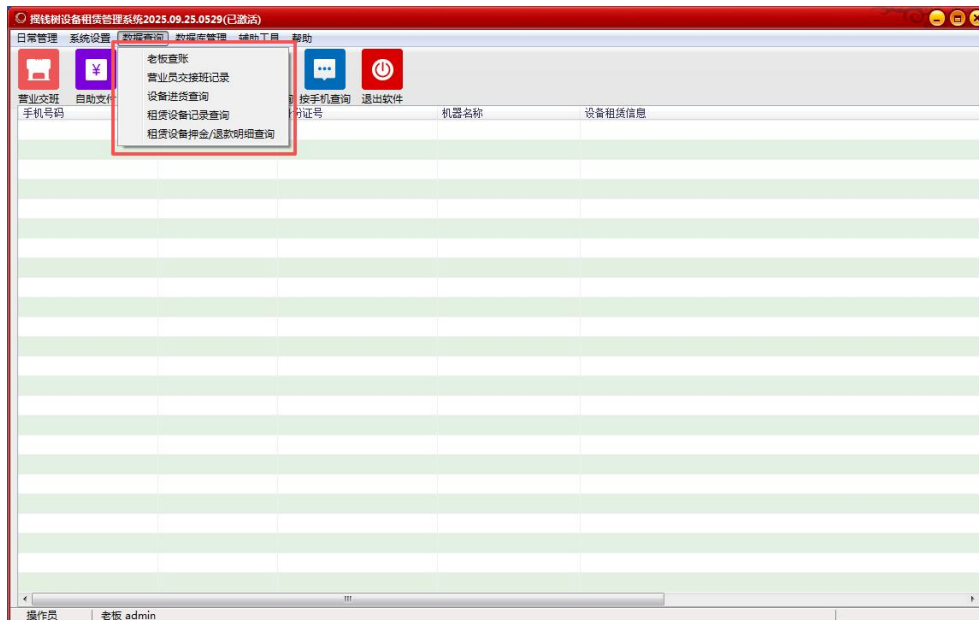 摇钱树设备租赁管理系统2025.09.25.0529(已激活)
日常管理 系统设置 数据查询 数据库管理 辅助工具 帮助
老板查账
营业员交接班记录
设备进货查询
租赁设备记录查询
租赁设备押金/退款明细查询
¥
营业交班 自助支付 询 按手机查询 退出软件
手机号码 份证号 机器名称 设备租赁信息
操作员 老板 admin